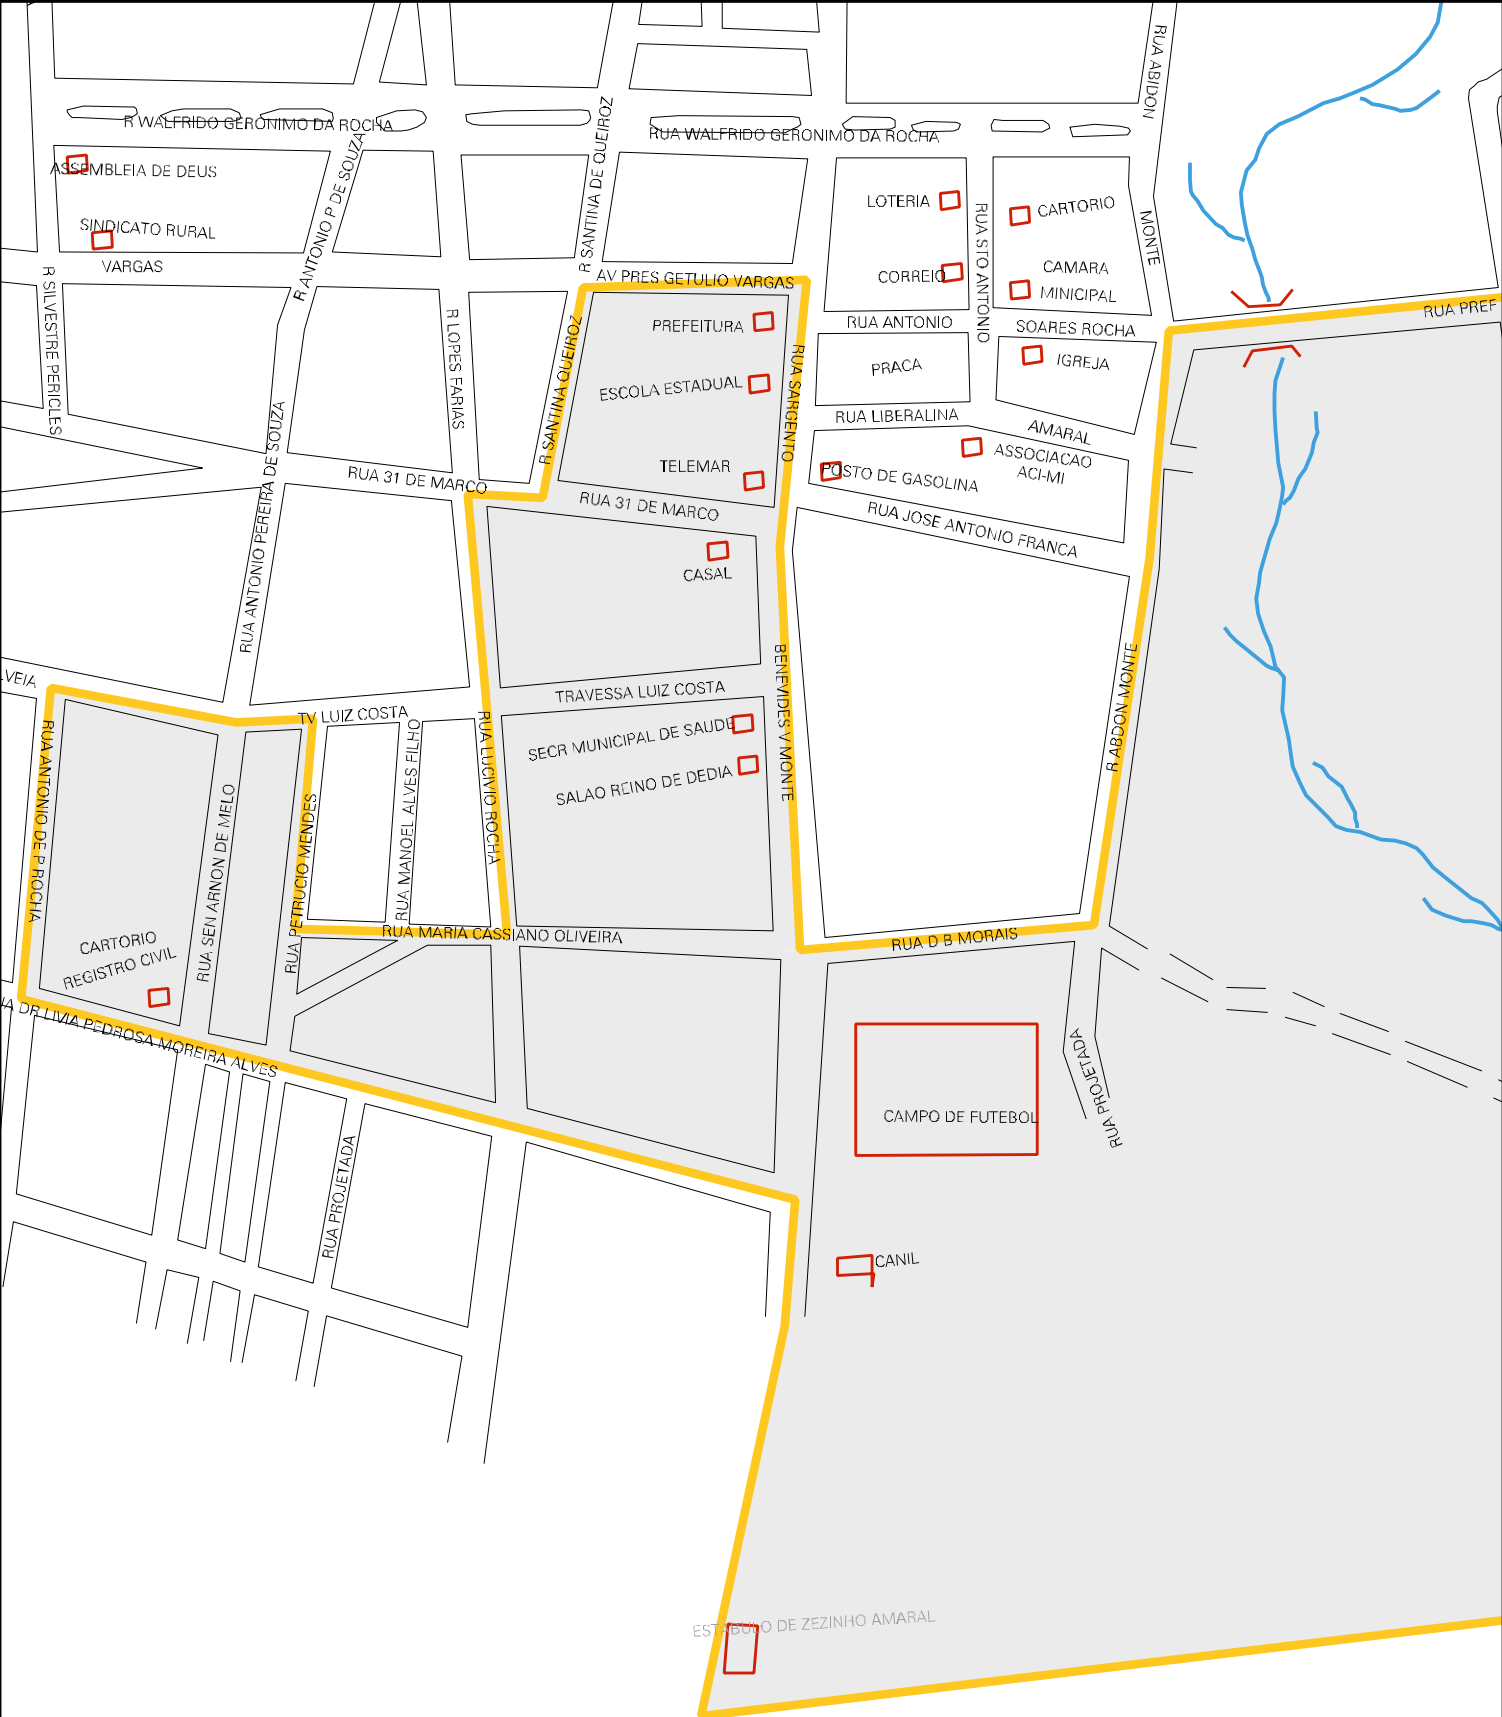 RUA ABIDON
R WALFRIDO GERONIMO DA ROCHA
RUA WALFRIDO GERONIMO DA ROCHA
ASSEMBLEIA DE DEUS
R ANTONIO P DE SOUZA
R SANTINA DE QUEIROZ
LOTERIA
CARTORIO
SINDICATO RURAL
RUA STO ANTONIO
MONTE
VARGAS
AV PRES GETULIO VARGAS
CORREIO
CAMARA
MINICIPAL
R SILVESTRE PERICLES
R LOPES FARIAS
R SANTINA QUEIROZ
PREFEITURA
RUA ANTONIO
SOARES ROCHA
RUA PREF
RUA SARGENTO
PRACA
IGREJA
ESCOLA ESTADUAL
RUA LIBERALINA
AMARAL
TELEMAR
ASSOCIACAO
ACI-MI
POSTO DE GASOLINA
RUA 31 DE MARCO
RUA 31 DE MARCO
RUA JOSE ANTONIO FRANCA
RUA ANTONIO PEREIRA DE SOUZA
CASAL
LVEIA
TRAVESSA LUIZ COSTA
BENEVIDES V MONTE
R ABDON MONTE
TV LUIZ COSTA
RUA ANTONIO DE P ROCHA
RUA SEN ARNON DE MELO
RUA PETRUCIO MENDES
RUA MANOEL ALVES FILHO
RUA LUCIVIO ROCHA
SECR MUNICIPAL DE SAUDE
SALAO REINO DE DEDIA
CARTORIO
REGISTRO CIVIL
RUA MARIA CASSIANO OLIVEIRA
RUA D B MORAIS
JA DR LIVIA PEDROSA MOREIRA ALVES
RUA PROJETADA
CAMPO DE FUTEBOL
RUA PROJETADA
CANIL
ESTABULO DE ZEZINHO AMARAL